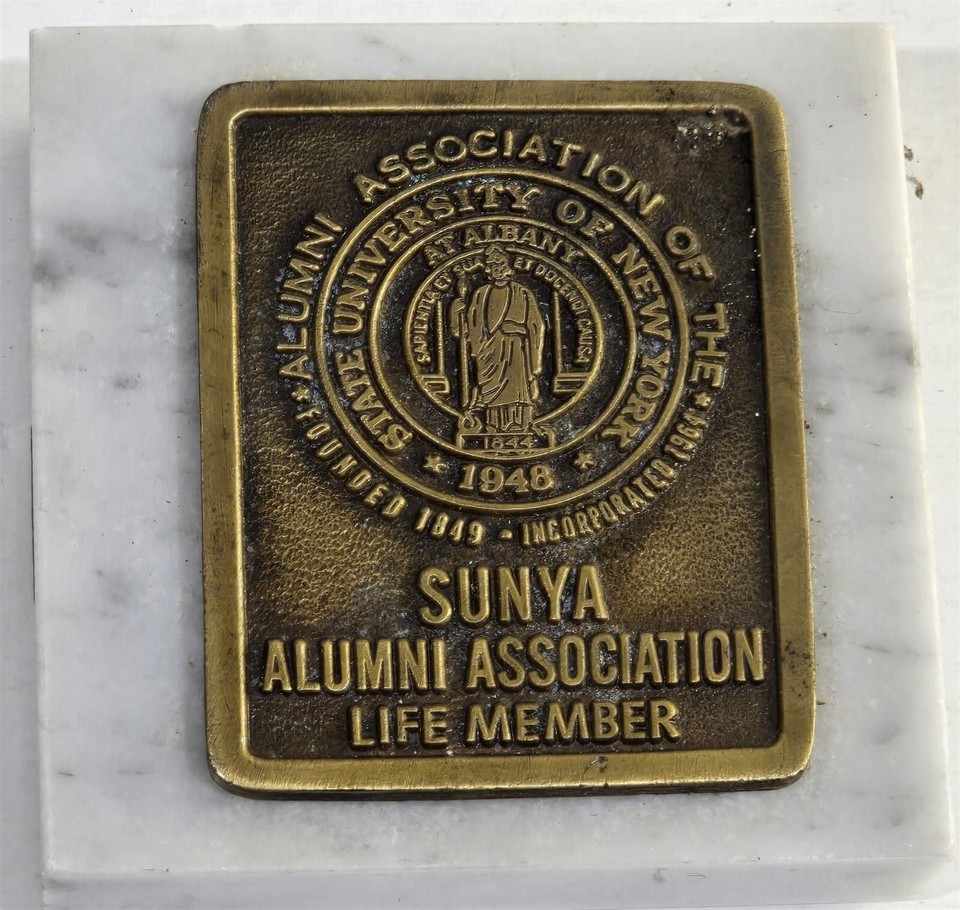 ALUMNI ASSOCIATION OF THE
FOUNDED 1849 - INCORPORATED 1964
STATE UNIVERSITY OF NEW YORK
1948
AT ALBANY
SAPIENTIA ET SUA ET DOCENDI CAUSA
1844
SUNYA
ALUMNI ASSOCIATION
LIFE MEMBER